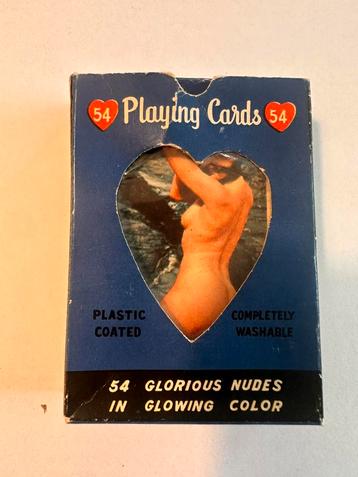 54 Playing Cards 54
PLASTIC COATED
COMPLETELY WASHABLE
54 GLORIOUS NUDES
IN GLOWING COLOR